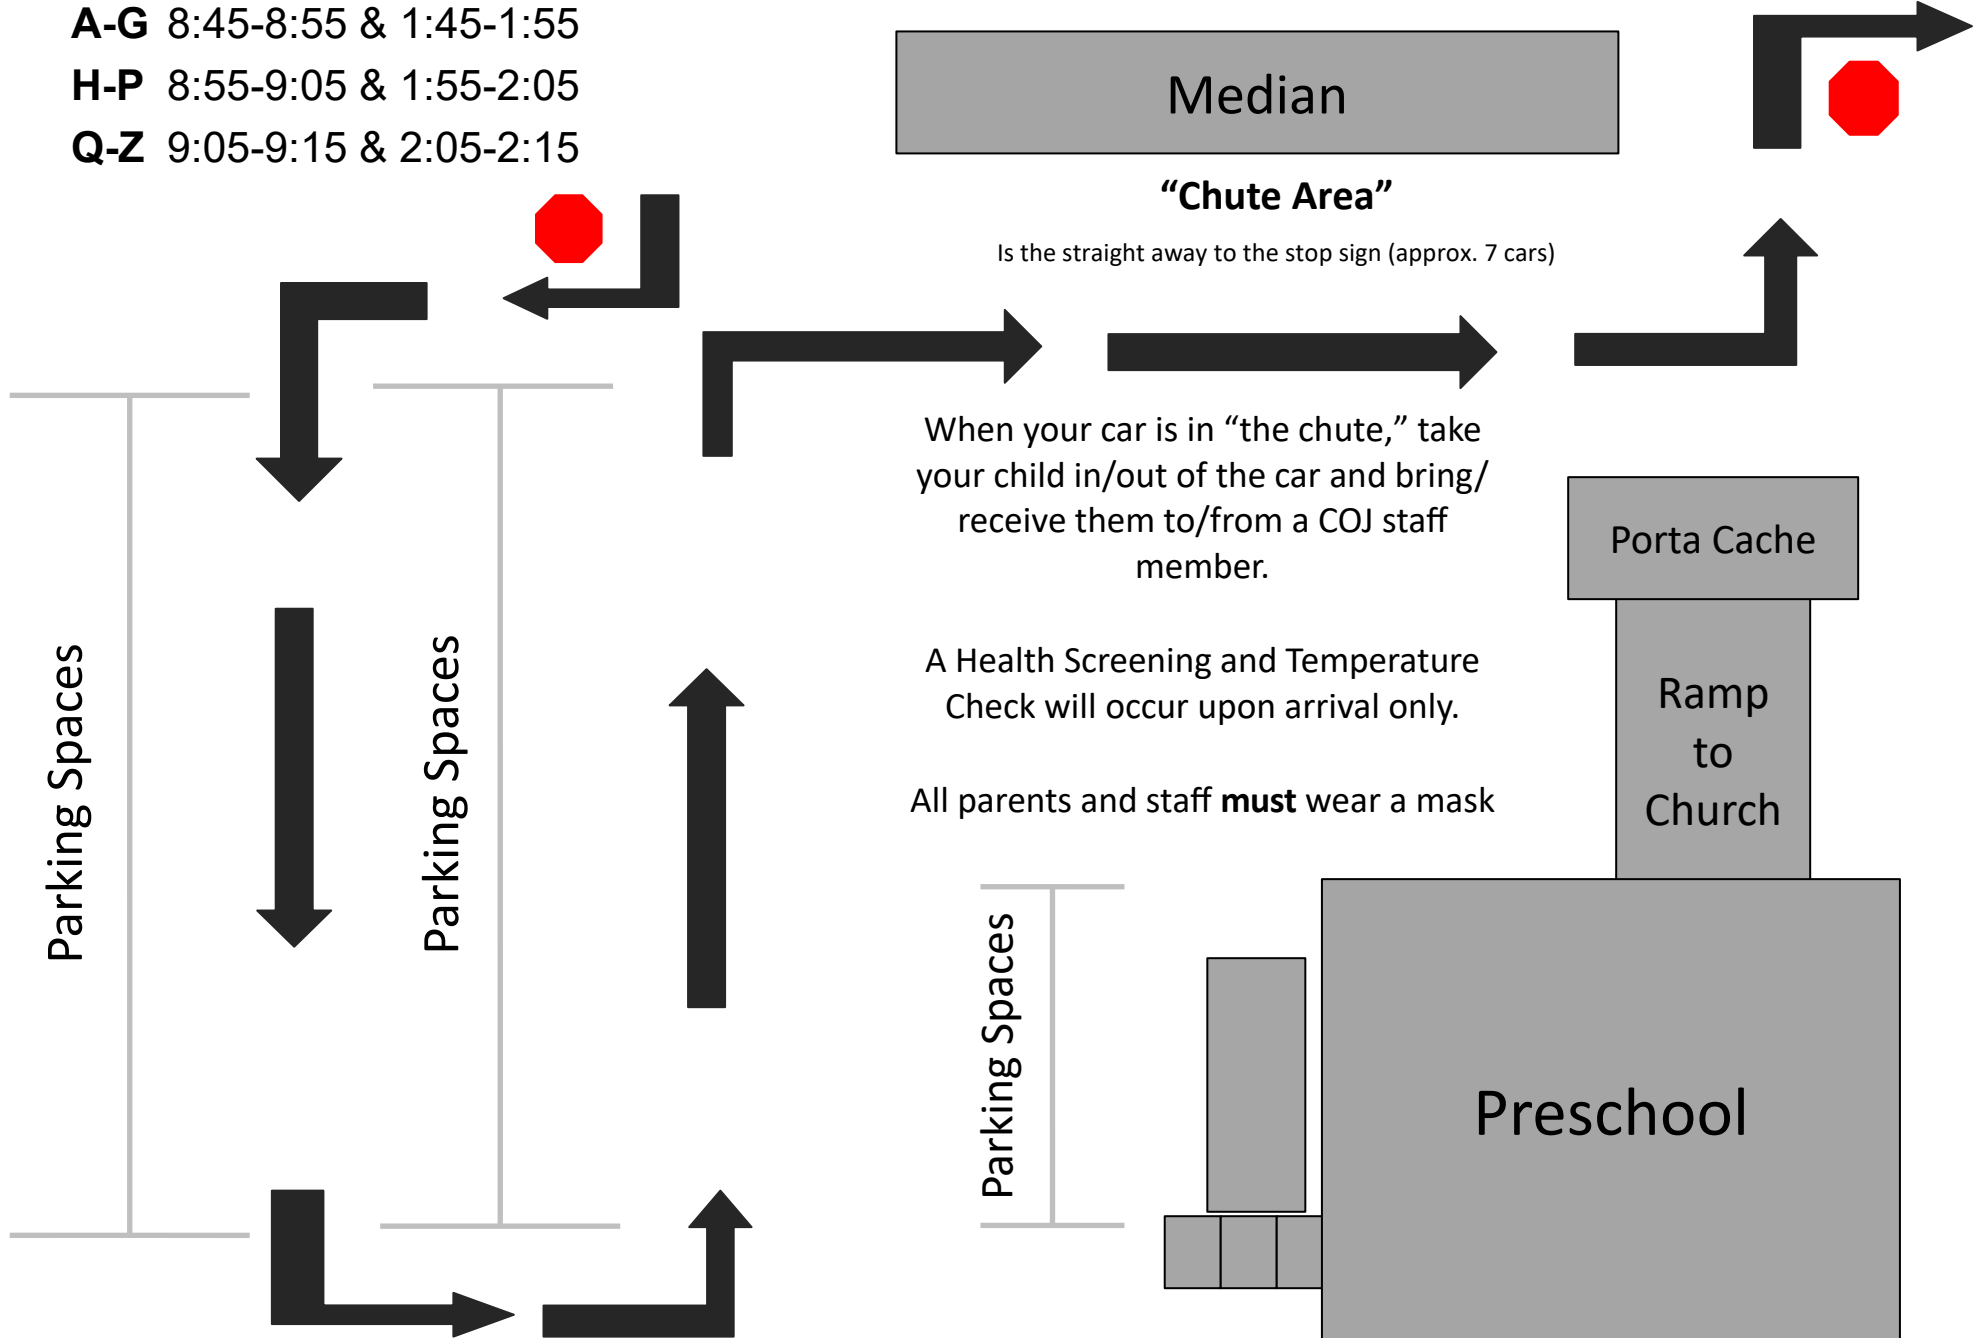 A-G 8:45-8:55 & 1:45-1:55
H-P 8:55-9:05 & 1:55-2:05
Q-Z 9:05-9:15 & 2:05-2:15
Median
“Chute Area”
Is the straight away to the stop sign (approx. 7 cars)
When your car is in “the chute,” take
your child in/out of the car and bring/
receive them to/from a COJ staff
member.
A Health Screening and Temperature
Check will occur upon arrival only.
All parents and staff must wear a mask
Parking Spaces
Parking Spaces
Parking Spaces
Porta Cache
Ramp
to
Church
Preschool